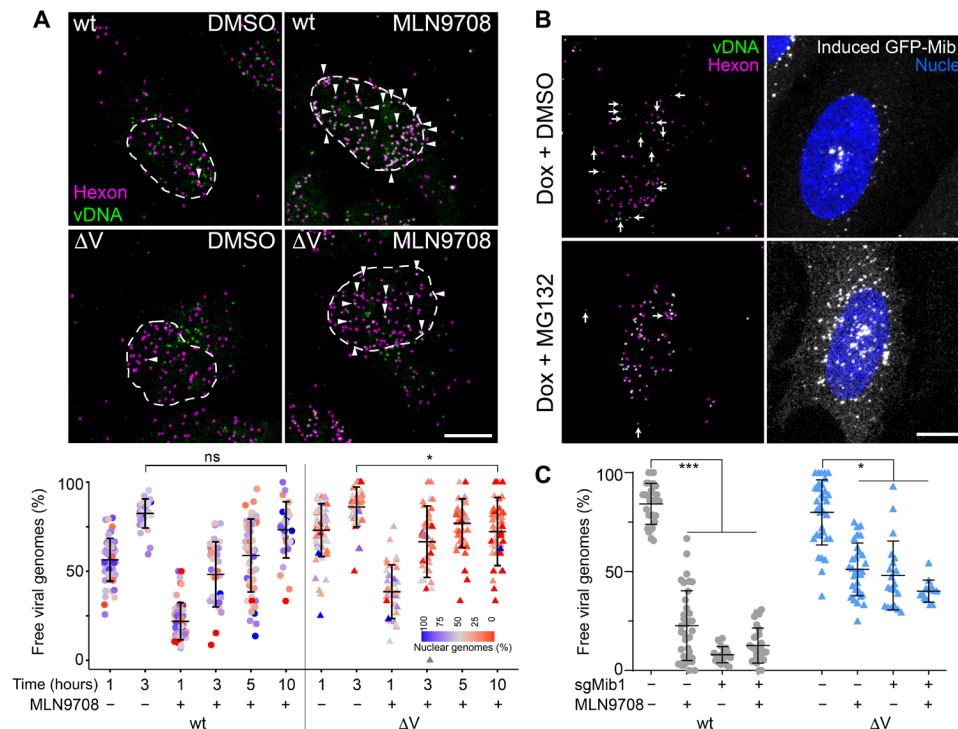 A
wt
DMSO
MLN9708
Hexon
vDNA
ΔV
DMSO
MLN9708
ns
*
Free viral genomes (%)
100
50
0
100 75 50 25 0
Nuclear genomes (%)
Time (hours) 1 3 1 3 5 10 1 3 1 3 5 10
MLN9708 – – + + + + – – + + + +
wt ΔV
B
vDNA
Hexon
Induced GFP-Mib
Nucle
Dox + DMSO
Dox + MG132
C
*** *
Free viral genomes (%)
100
50
0
sgMib1 – – + + – – + +
MLN9708 – + – + – + – +
wt ΔV